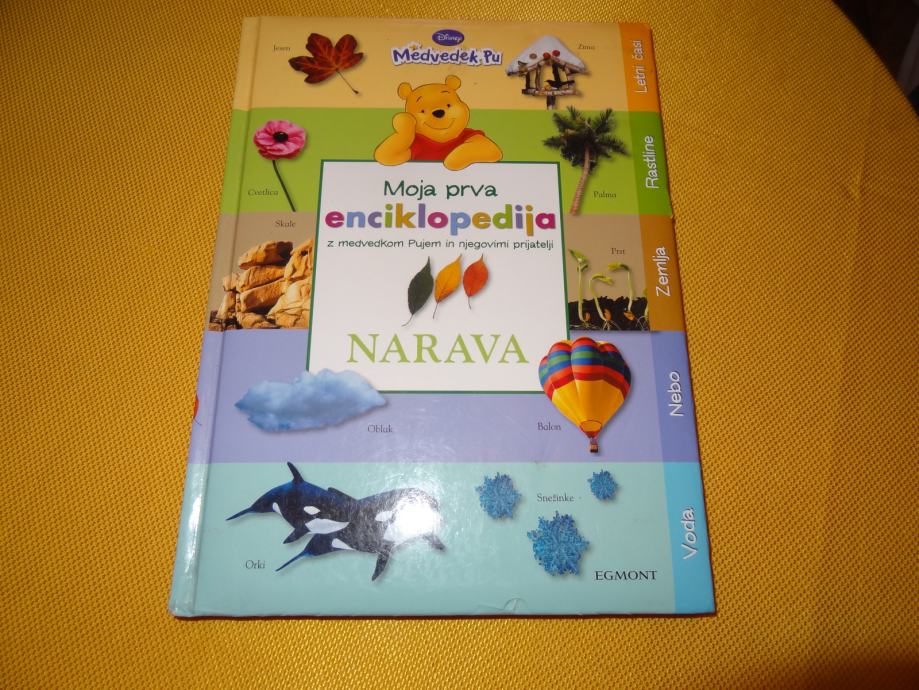 Jesen
Disney
Medvedek Pu
Zima
Letni časi
Cvetlica
Palma
Rastline
Moja prva
enciklopedija
z medvedkom Pujem in njegovimi prijatelji
Skale
Prst
Zemlja
NARAVA
Oblak
Balon
Nebo
Orki
Snežinke
Voda
EGMONT